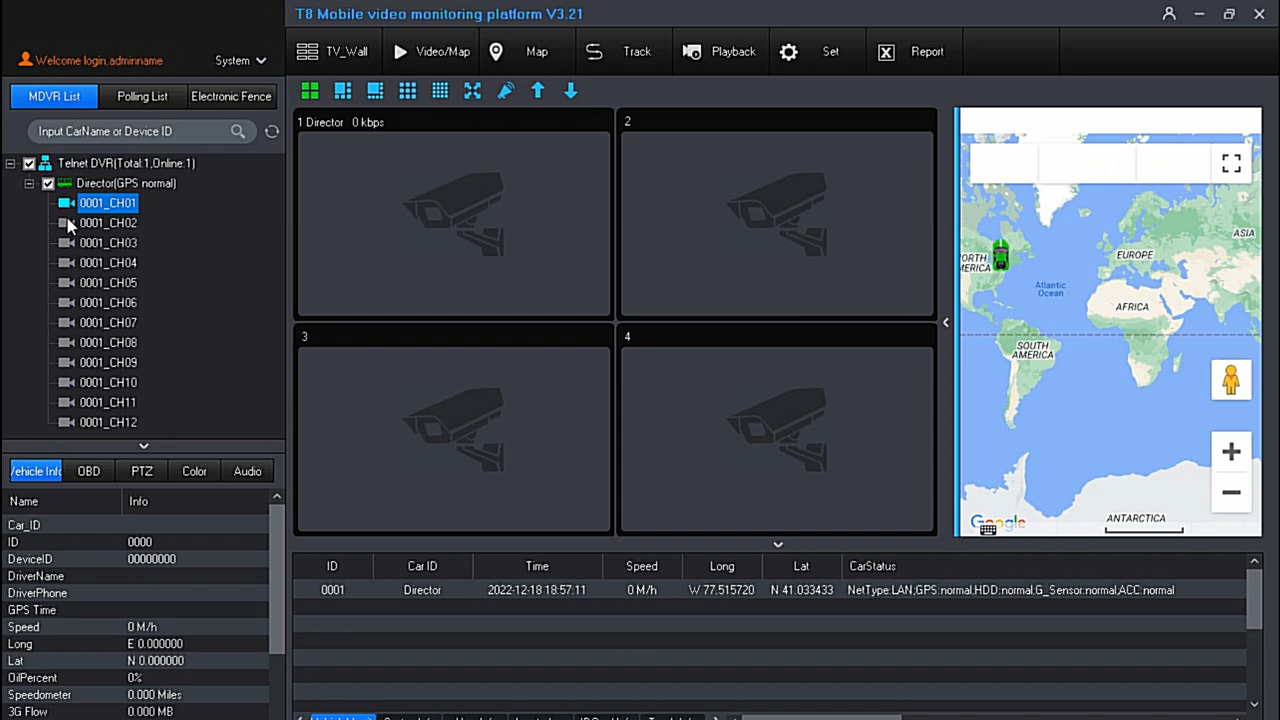 T8 Mobile video monitoring platform V3.21
Welcome login,adminname
System
TV_Wall
Video/Map
Map
Track
Playback
Set
Report
MDVR List
Polling List
Electronic Fence
Input CarName or Device ID
Telnet DVR(Total:1,Online:1)
Director(GPS normal)
0001_CH01
0001_CH02
0001_CH03
0001_CH04
0001_CH05
0001_CH06
0001_CH07
0001_CH08
0001_CH09
0001_CH10
0001_CH11
0001_CH12
1 Director 0 kbps
2
3
4
ASIA
EUROPE
ORTH
MERICA
Atlantic
Ocean
AFRICA
SOUTH
AMERICA
ANTARCTICA
Google
Vehicle Info
OBD
PTZ
Color
Audio
Name Info
Car_ID
ID 0000
DeviceID 00000000
DriverName
DriverPhone
GPS Time
Speed 0 M/h
Long E 0.000000
Lat N 0.000000
OilPercent 0%
Speedometer 0.000 Miles
3G Flow 0.000 MB
ID Car ID Time Speed Long Lat CarStatus
0001 Director 2022-12-18 18:57:11 0 M/h W 77.515720 N 41.033433 NetType:LAN,GPS:normal,HDD:normal,G_Sensor:normal,ACC:normal